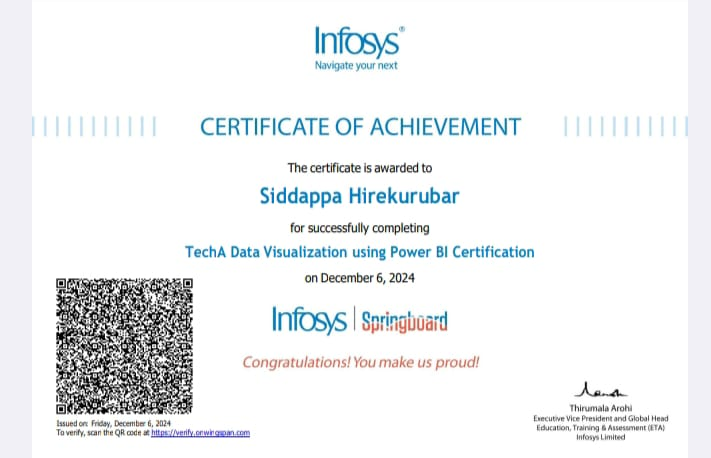 Infosys®
Navigate your next
CERTIFICATE OF ACHIEVEMENT
The certificate is awarded to
Siddappa Hirekurubar
for successfully completing
TechA Data Visualization using Power BI Certification
on December 6, 2024
Infosys | Springboard
Congratulations! You make us proud!
Issued on: Friday, December 6, 2024
To verify, scan the QR code at https://verify.onwingspan.com
Thirumala Arohi
Executive Vice President and Global Head
Education, Training & Assessment (ETA)
Infosys Limited